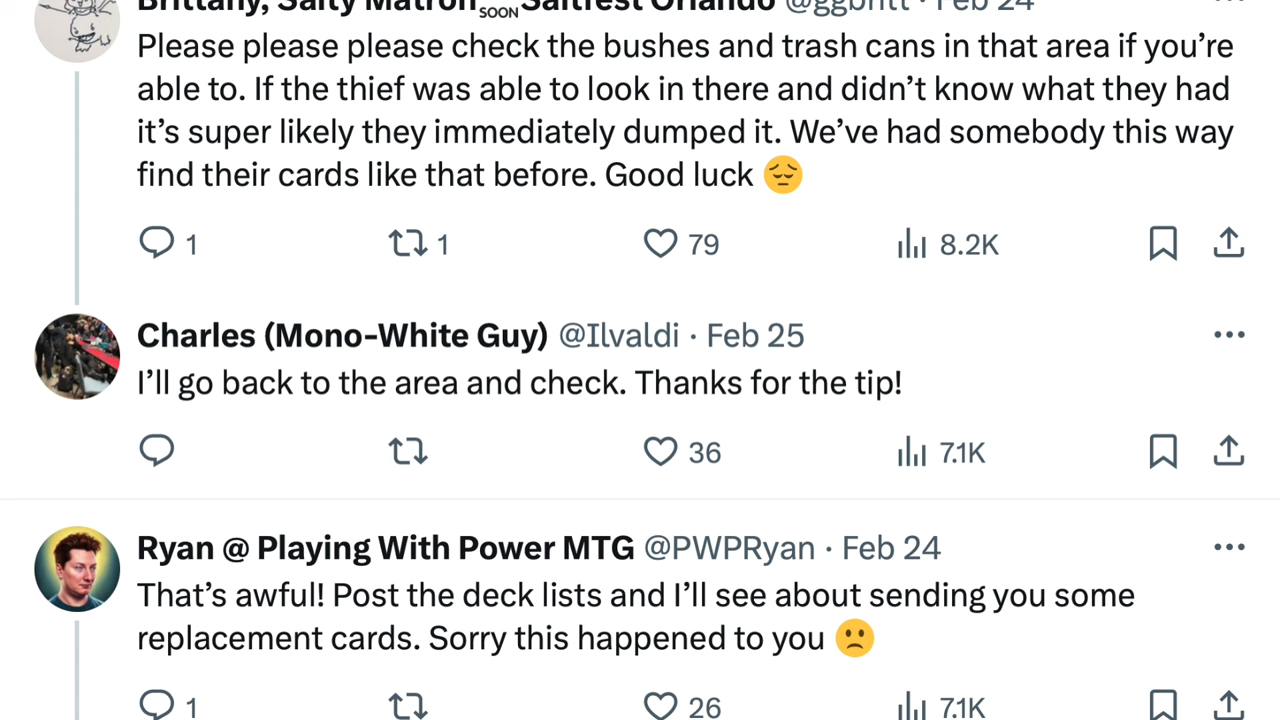 Brittany, Salty Matron SOON Saltfest Orlando @ggbritt · Feb 24
Please please please check the bushes and trash cans in that area if you’re
able to. If the thief was able to look in there and didn’t know what they had
it’s super likely they immediately dumped it. We’ve had somebody this way
find their cards like that before. Good luck 😔
1 1 79 8.2K
Charles (Mono-White Guy) @Ilvaldi · Feb 25
I’ll go back to the area and check. Thanks for the tip!
36 7.1K
Ryan @ Playing With Power MTG @PWPRyan · Feb 24
That’s awful! Post the deck lists and I’ll see about sending you some
replacement cards. Sorry this happened to you 🙁
1 26 7.1K